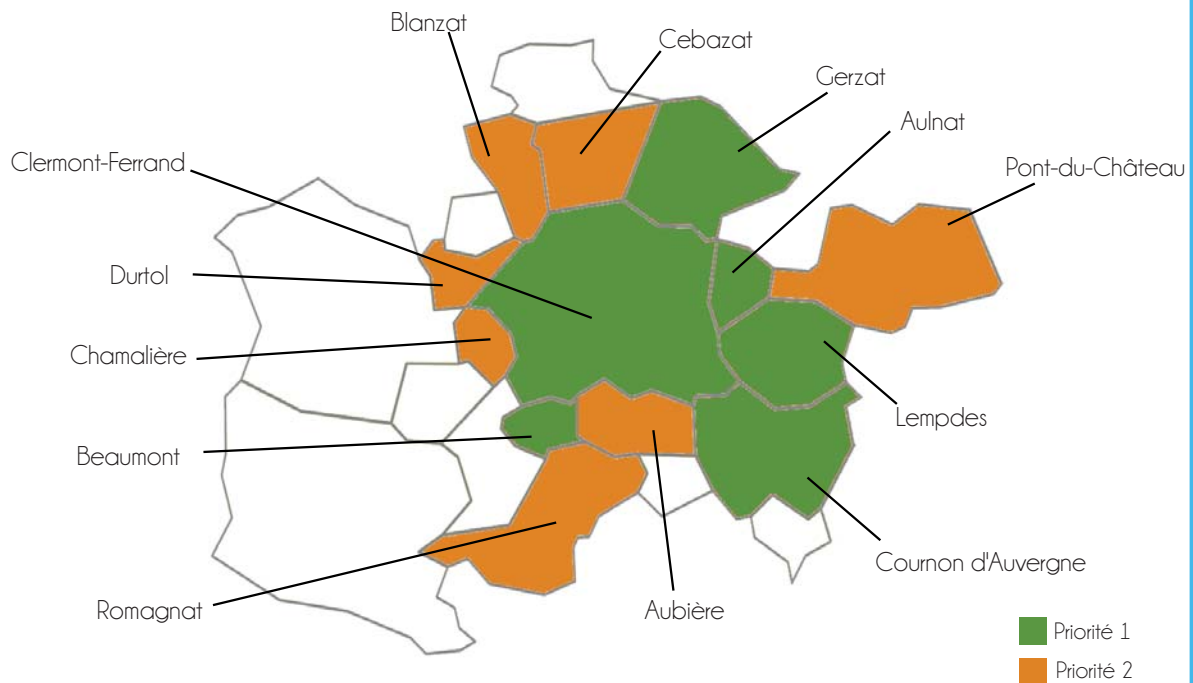 Blanzat
Cebazat
Gerzat
Aulnat
Clermont-Ferrand
Pont-du-Château
Durtol
Chamalière
Lempdes
Beaumont
Cournon d'Auvergne
Romagnat
Aubière
Priorité 1
Priorité 2